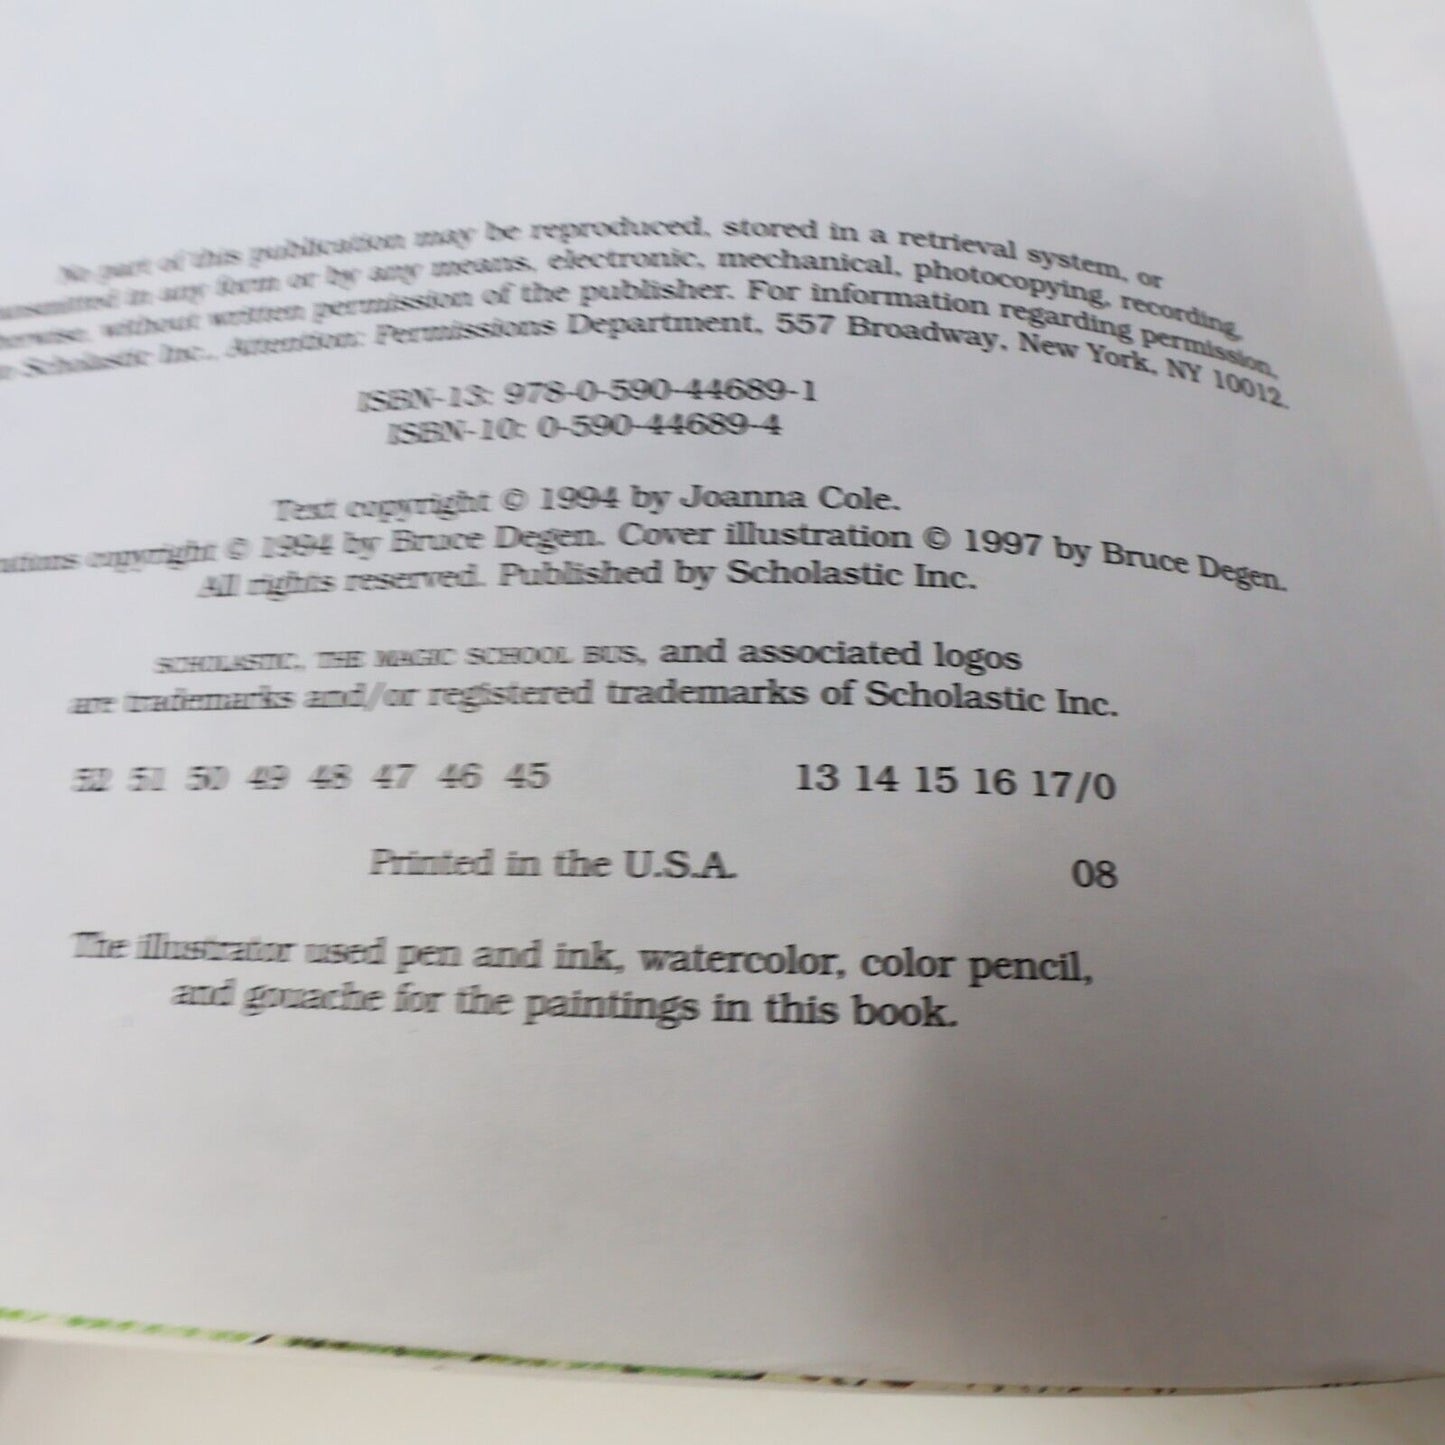 No part of this publication may be reproduced, stored in a retrieval system, or
in any form or by any means, electronic, mechanical, photocopying, recording,
without written permission of the publisher. For information regarding permission,
Scholastic Inc., Attention: Permissions Department, 557 Broadway, New York, NY 10012.
ISBN-13: 978-0-590-44689-1
ISBN-10: 0-590-44689-4
Text copyright © 1994 by Joanna Cole.
copyright © 1994 by Bruce Degen. Cover illustration © 1997 by Bruce Degen.
All rights reserved. Published by Scholastic Inc.
SCHOLASTIC, THE MAGIC SCHOOL BUS, and associated logos
are trademarks and/or registered trademarks of Scholastic Inc.
52 51 50 49 48 47 46 45 13 14 15 16 17/0
Printed in the U.S.A. 08
The illustrator used pen and ink, watercolor, color pencil,
and gouache for the paintings in this book.